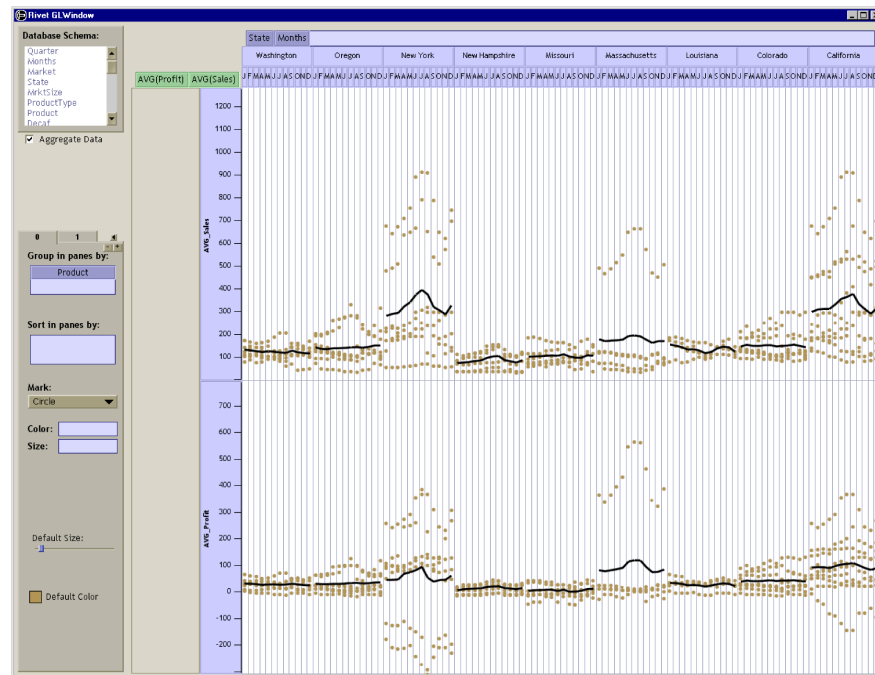 Rivet GLWindow
Database Schema:
Quarter
Months
Market
State
MrktSize
ProductType
Product
Decaf
Aggregate Data
State Months
Washington Oregon New York New Hampshire Missouri Massachusetts Louisiana Colorado California
AVG(Profit) AVG(Sales) J F M A M J J A S O N D J F M A M J J A S O N D J F M A M J J A S O N D J F M A M J J A S O N D J F M A M J J A S O N D J F M A M J J A S O N D J F M A M J J A S O N D J F M A M J J A S O N D J F M A M J J A S O N D
1200
1100
1000
900
800
700
600
500
400
300
200
100
AVG_Sales
0 1
- +
Group in panes by:
Product
Sort in panes by:
Mark:
Circle
Color:
Size:
Default Size:
Default Color
700
600
500
400
300
200
100
0
-100
-200
AVG_Profit